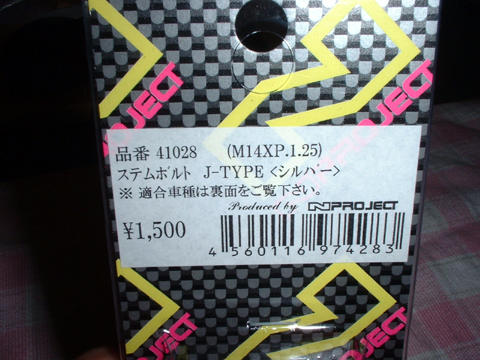 PROJECT
PROJECT
品番 41028 (M14XP.1.25)
ステムボルト J-TYPE <シルバー>
※ 適合車種は裏面をご覧下さい。
Produced by N PROJECT
¥1,500
4 560116 974283
PROJECT
JECT